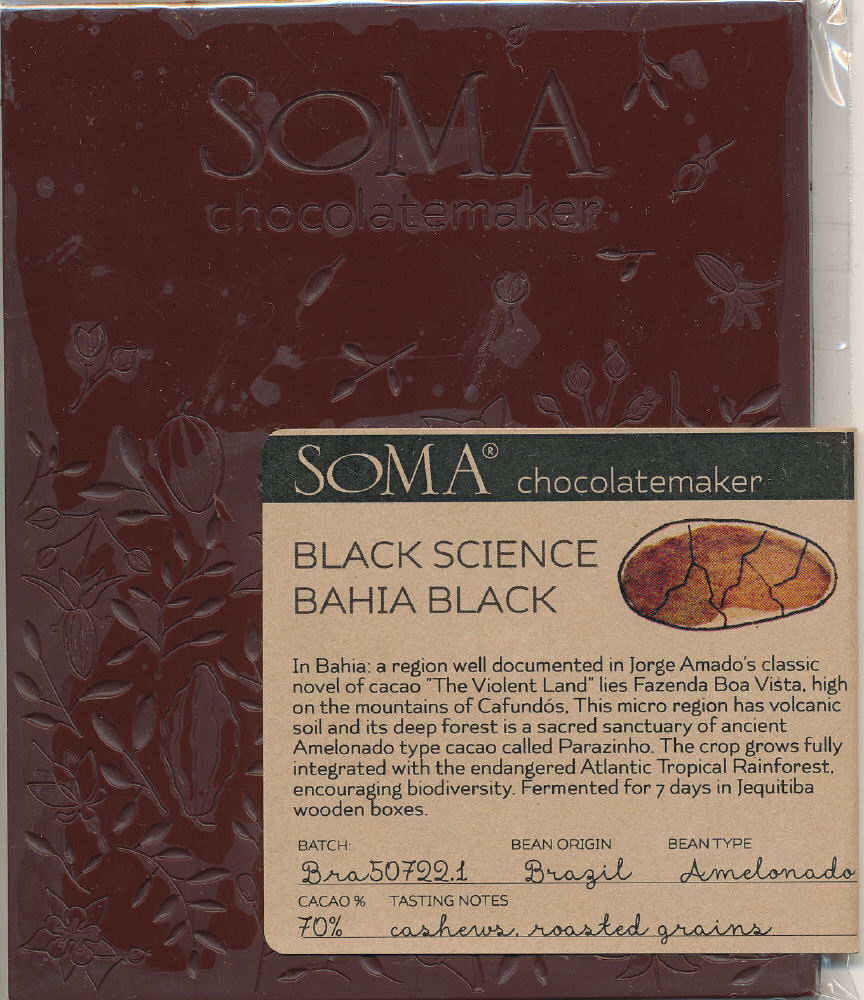 SOMA
chocolatemaker
SOMA® chocolatemaker
BLACK SCIENCE
BAHIA BLACK
In Bahia: a region well documented in Jorge Amado's classic
novel of cacao "The Violent Land" lies Fazenda Boa Vista, high
on the mountains of Cafundós. This micro region has volcanic
soil and its deep forest is a sacred sanctuary of ancient
Amelonado type cacao called Parazinho. The crop grows fully
integrated with the endangered Atlantic Tropical Rainforest,
encouraging biodiversity. Fermented for 7 days in Jequitiba
wooden boxes.
BATCH: BEAN ORIGIN BEAN TYPE
Bra50722.1 Brazil Amelonado
CACAO % TASTING NOTES
70% cashews, roasted grains